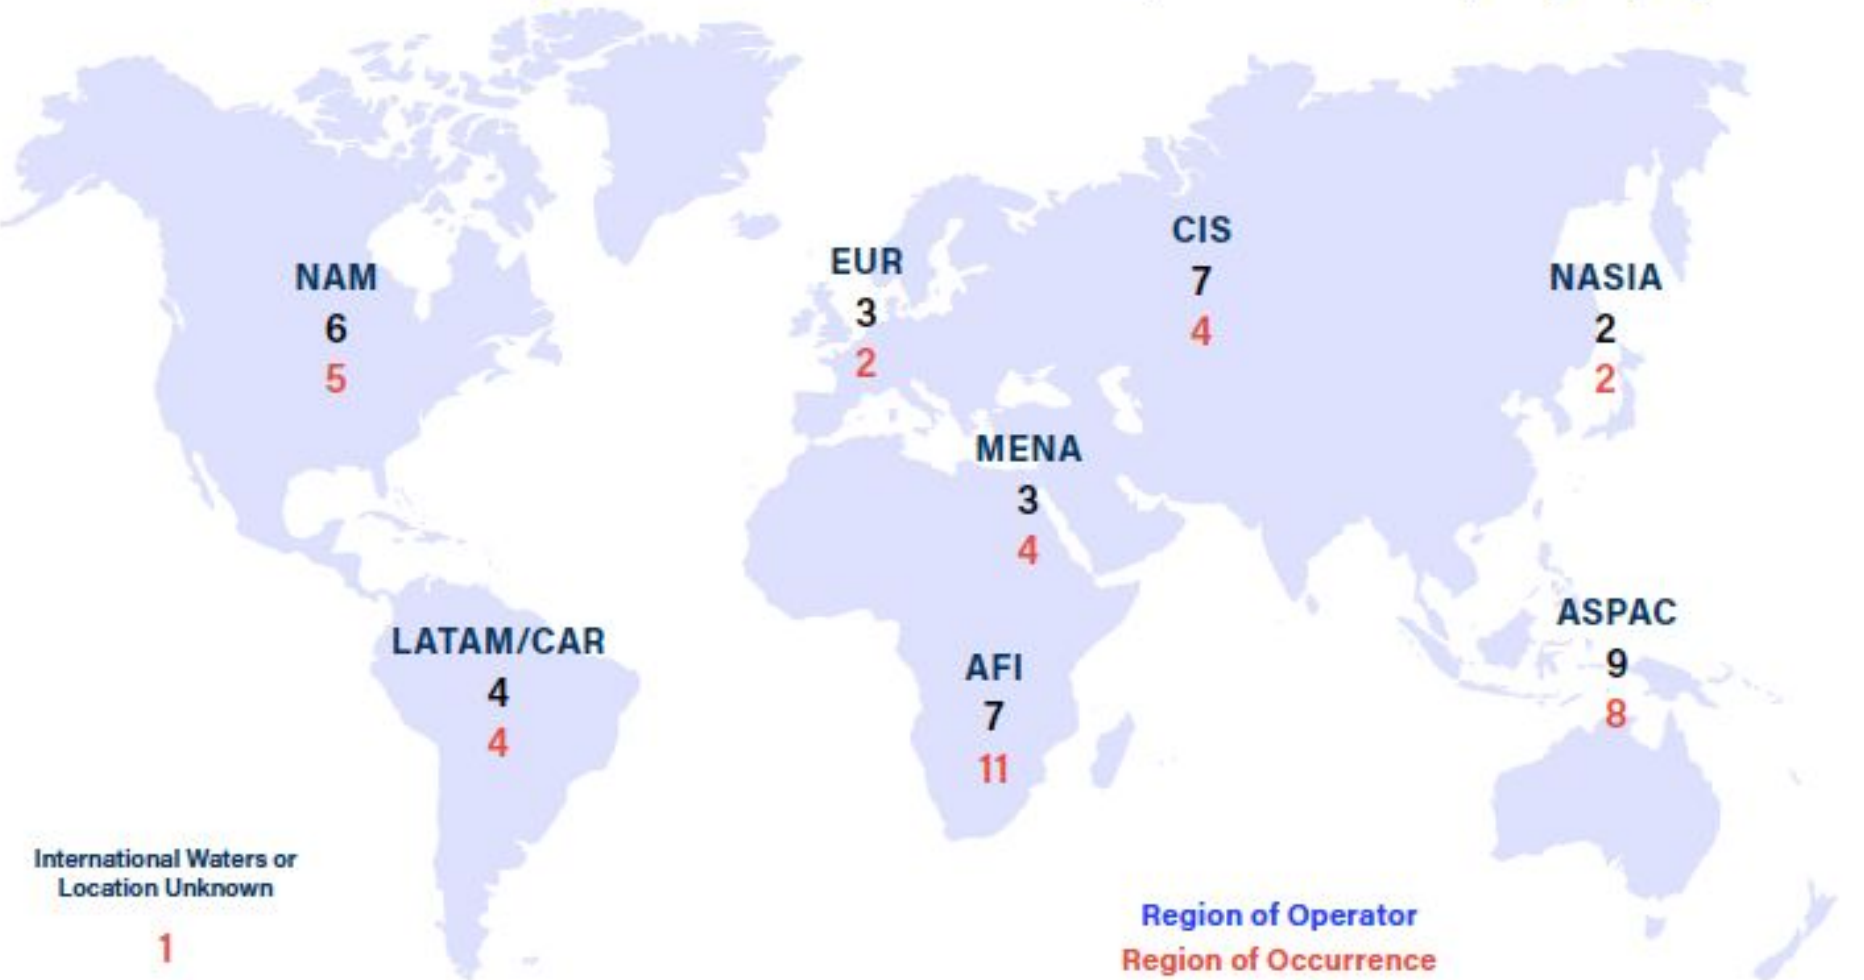 NAM
6
5
EUR
3
2
CIS
7
4
NASIA
2
2
MENA
3
4
LATAM/CAR
4
4
AFI
7
11
ASPAC
9
8
International Waters or
Location Unknown
1
Region of Operator
Region of Occurrence